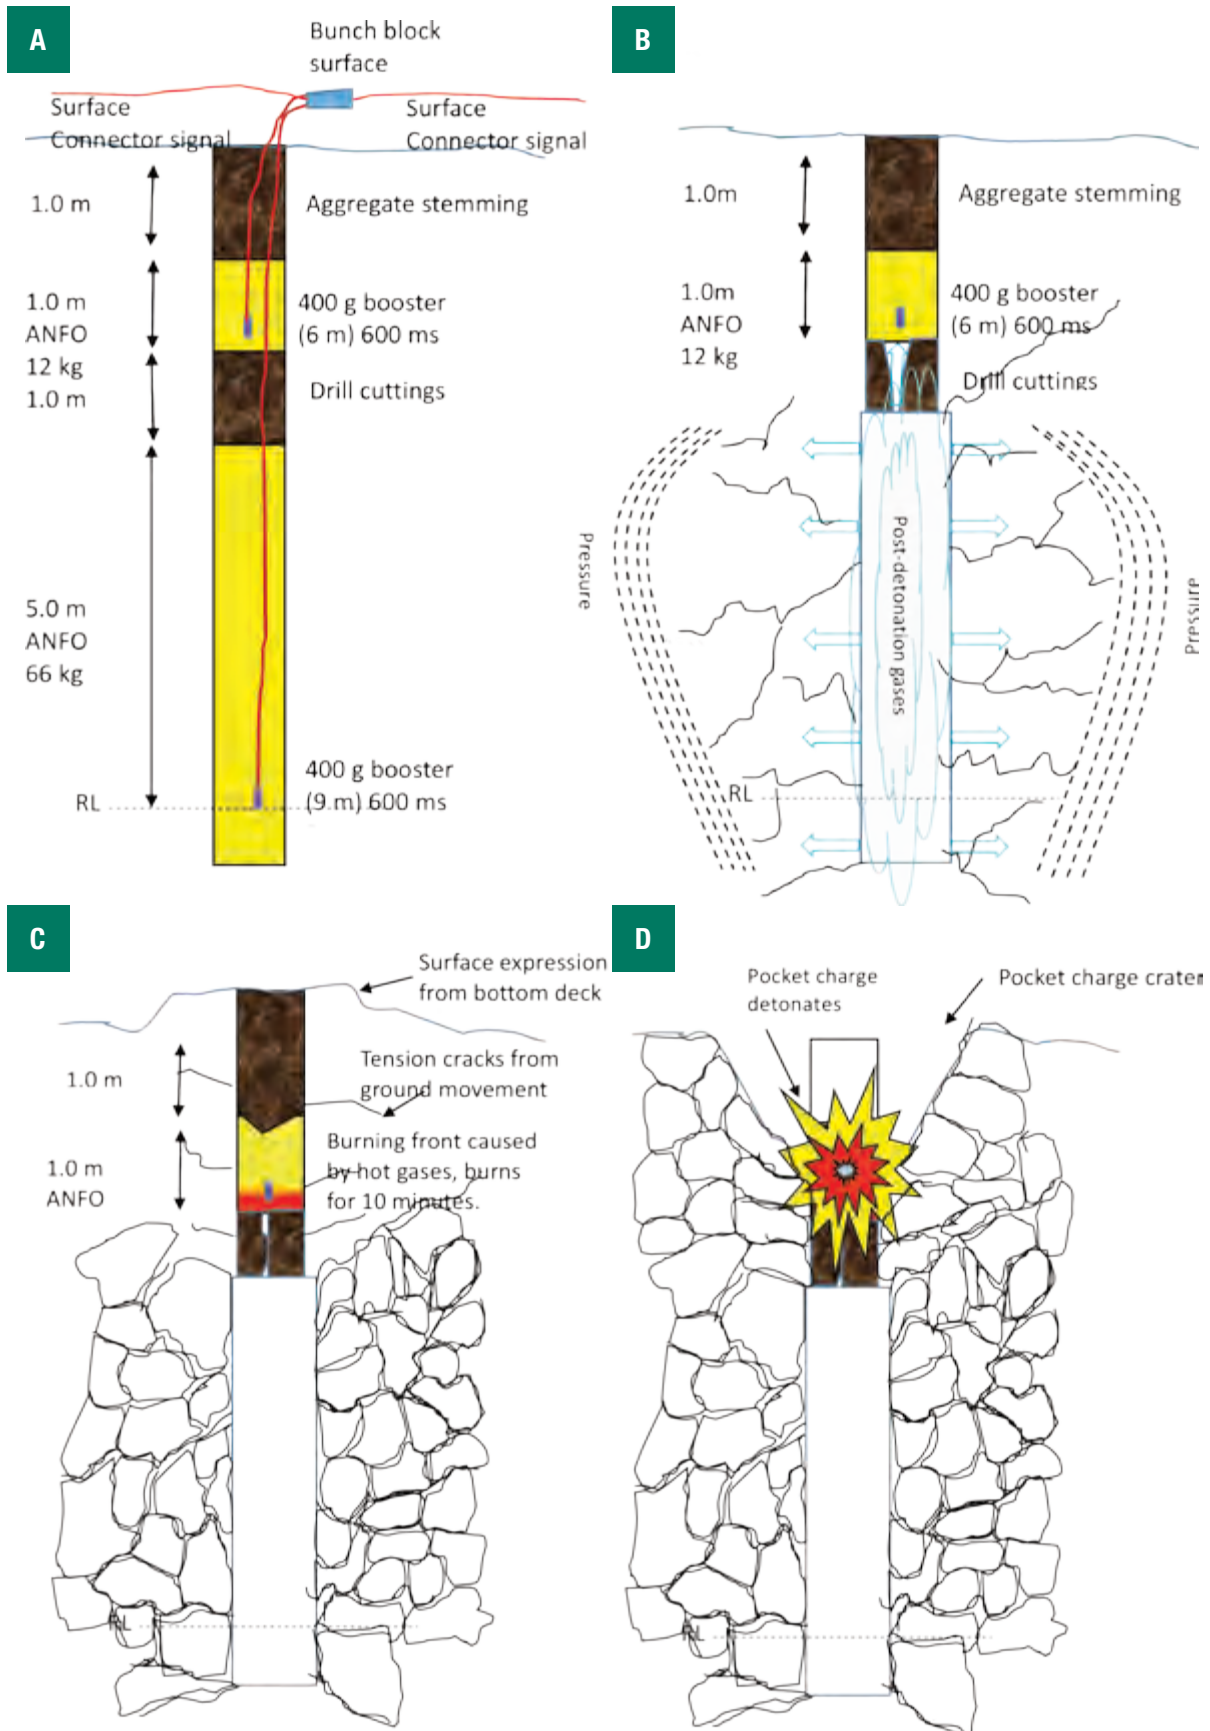 A
Bunch block
surface
Surface
Connector signal
Surface
Connector signal
1.0 m
Aggregate stemming
1.0 m
ANFO
12 kg
400 g booster
(6 m) 600 ms
1.0 m
Drill cuttings
5.0 m
ANFO
66 kg
400 g booster
(9 m) 600 ms
RL
B
1.0m
Aggregate stemming
1.0m
ANFO
12 kg
400 g booster
(6 m) 600 ms
Drill cuttings
Pressure
Post-detonation gases
Pressure
RL
C
Surface expression
from bottom deck
1.0 m
Tension cracks from
ground movement
1.0 m
ANFO
Burning front caused
by hot gases, burns
for 10 minutes.
RL
D
Pocket charge
detonates
Pocket charge crater
RL